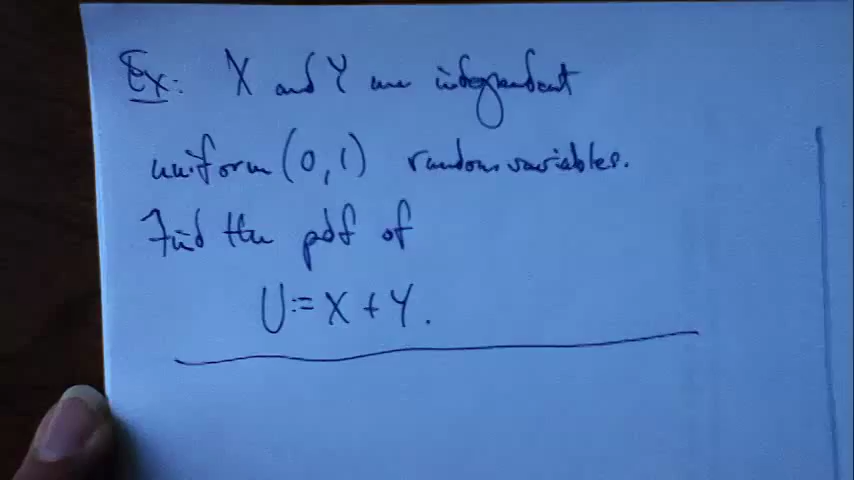 Ex: X and Y are independent
uniform (0,1) random variables.
Find the pdf of
U:= X + Y.